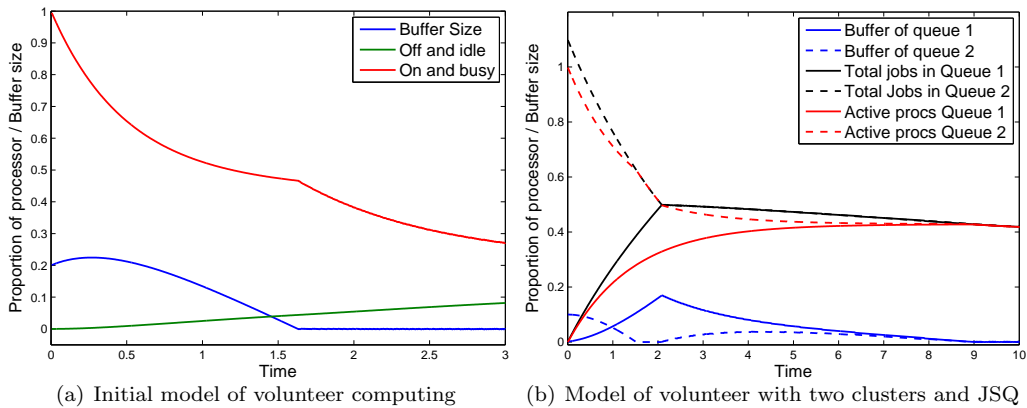 Proportion of processor / Buffer size
1
0.9
0.8
0.7
0.6
0.5
0.4
0.3
0.2
0.1
0
0
0.5
1
1.5
2
2.5
3
Time
Buffer Size
Off and idle
On and busy
(a) Initial model of volunteer computing
Proportion of processor / Buffer size
1
0.8
0.6
0.4
0.2
0
0
1
2
3
4
5
6
7
8
9
10
Time
Buffer of queue 1
Buffer of queue 2
Total jobs in Queue 1
Total Jobs in Queue 2
Active procs Queue 1
Active procs Queue 2
(b) Model of volunteer with two clusters and JSQ